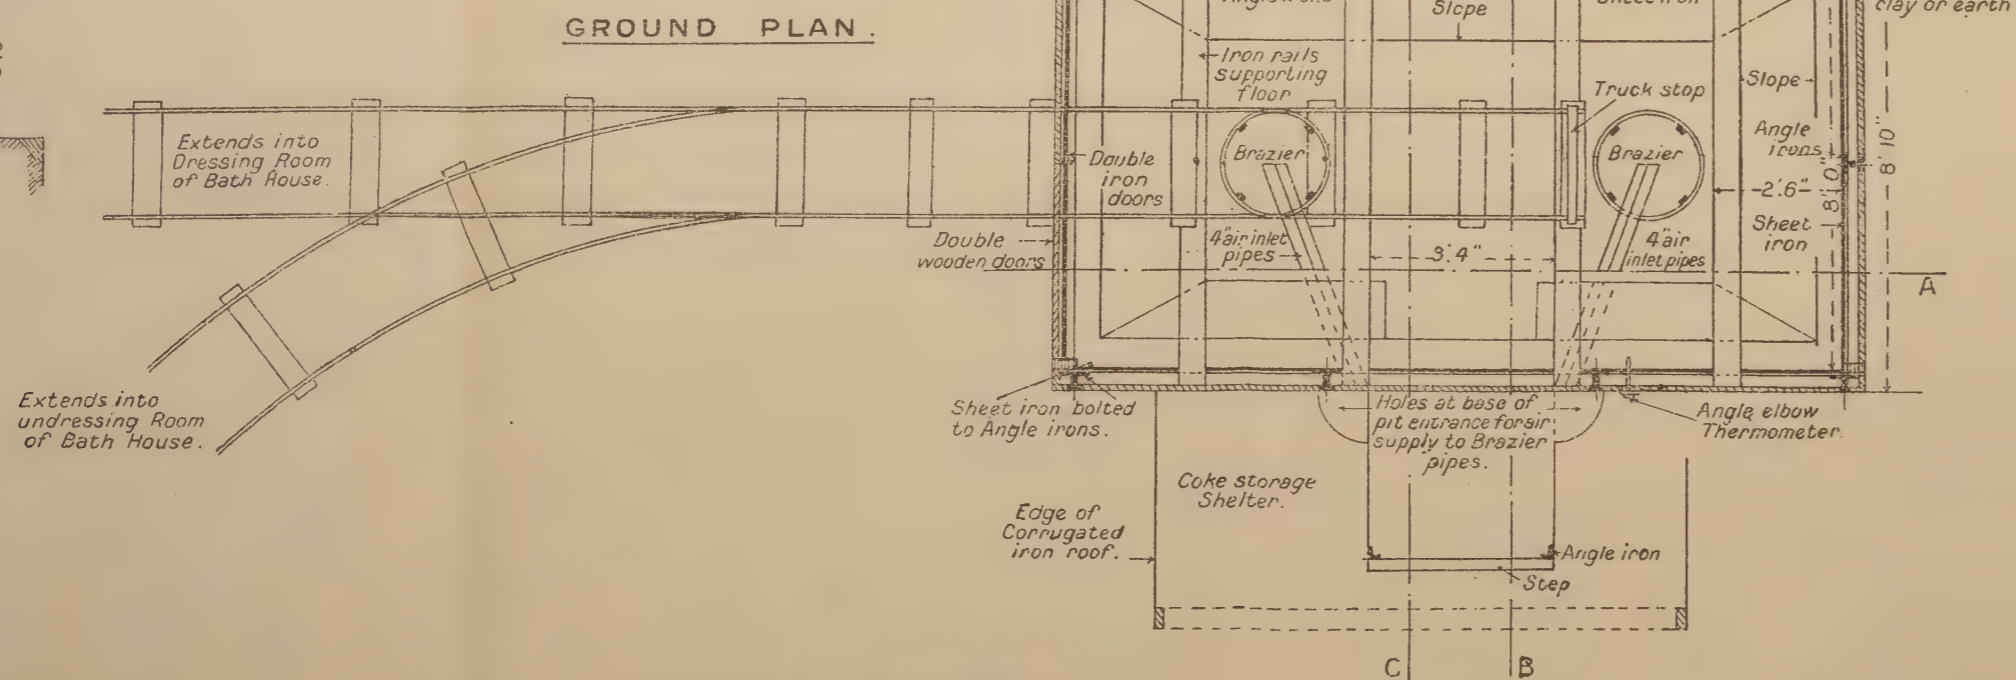 GROUND PLAN.
Slope
clay or earth
Iron rails
supporting
floor
Truck stop
Slope
Extends into
Dressing Room
of Bath House.
Double
iron
doors
Brazier
Brazier
Angle
irons
8' 0"
8' 10"
2'.6"
Sheet
iron
Double
wooden doors
4" air inlet
pipes
3'.4"
4" air
inlet pipes
A
Extends into
undressing Room
of Bath House.
Sheet iron bolted
to Angle irons.
Holes at base of
pit entrance for air
supply to Brazier
pipes.
Angle elbow
Thermometer.
Coke storage
Shelter.
Edge of
Corrugated
iron roof.
Angle iron
Step
C
B